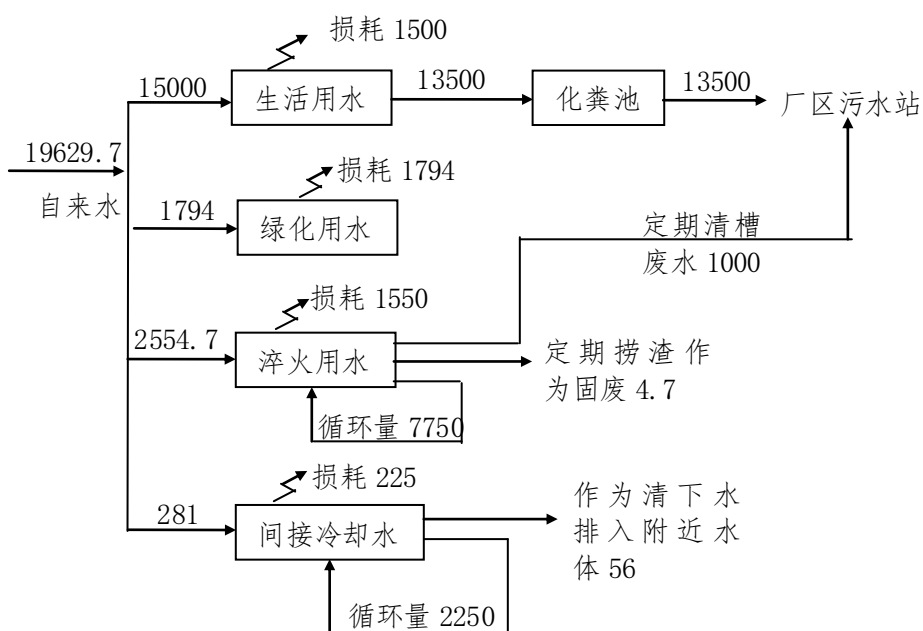 损耗 1500
15000
生活用水
13500
化粪池
13500
厂区污水站
19629.7
自来水
损耗 1794
1794
绿化用水
定期清槽
废水 1000
损耗 1550
2554.7
淬火用水
定期捞渣作
为固废 4.7
循环量 7750
损耗 225
281
间接冷却水
作为清下水
排入附近水
体 56
循环量 2250